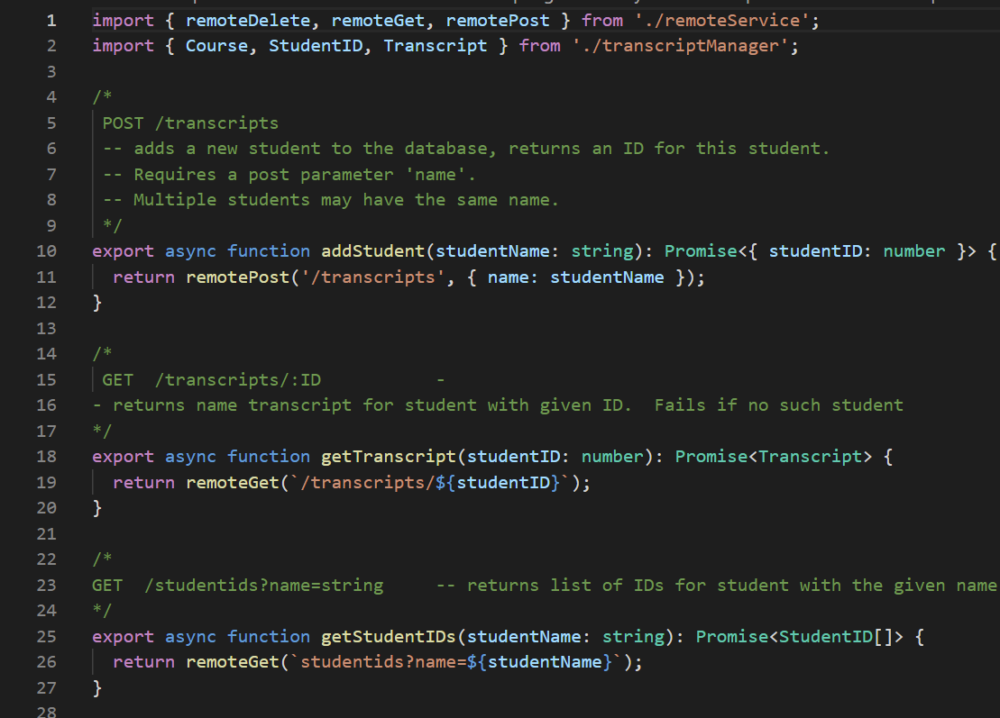 1 import { remoteDelete, remoteGet, remotePost } from './remoteService';
2 import { Course, StudentID, Transcript } from './transcriptManager';
3
4 /*
5  POST /transcripts
6  -- adds a new student to the database, returns an ID for this student.
7  -- Requires a post parameter 'name'.
8  -- Multiple students may have the same name.
9  */
10 export async function addStudent(studentName: string): Promise<{ studentID: number }> {
11   return remotePost('/transcripts', { name: studentName });
12 }
13
14 /*
15  GET  /transcripts/:ID           -
16 - returns name transcript for student with given ID.  Fails if no such student
17 */
18 export async function getTranscript(studentID: number): Promise<Transcript> {
19   return remoteGet(`/transcripts/${studentID}`);
20 }
21
22 /*
23 GET  /studentids?name=string     -- returns list of IDs for student with the given name
24 */
25 export async function getStudentIDs(studentName: string): Promise<StudentID[]> {
26   return remoteGet(`studentids?name=${studentName}`);
27 }
28